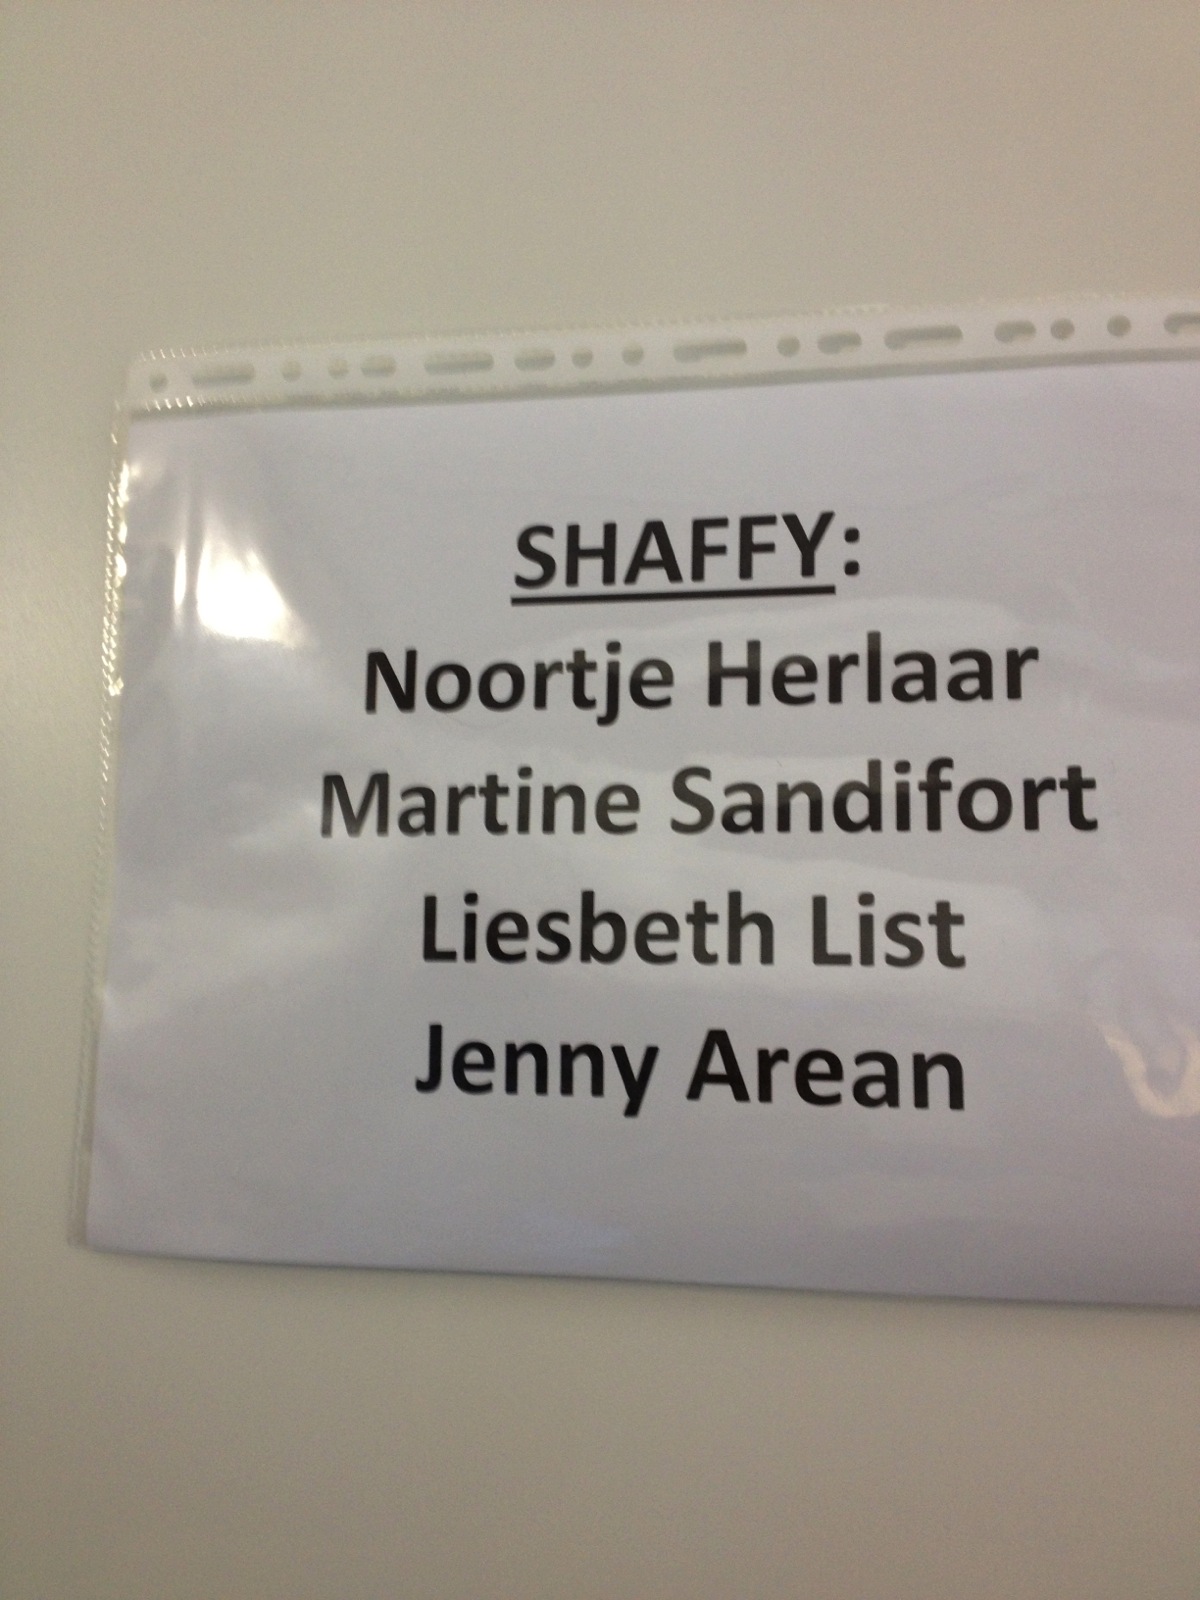 SHAFFY:
Noortje Herlaar
Martine Sandifort
Liesbeth List
Jenny Arean